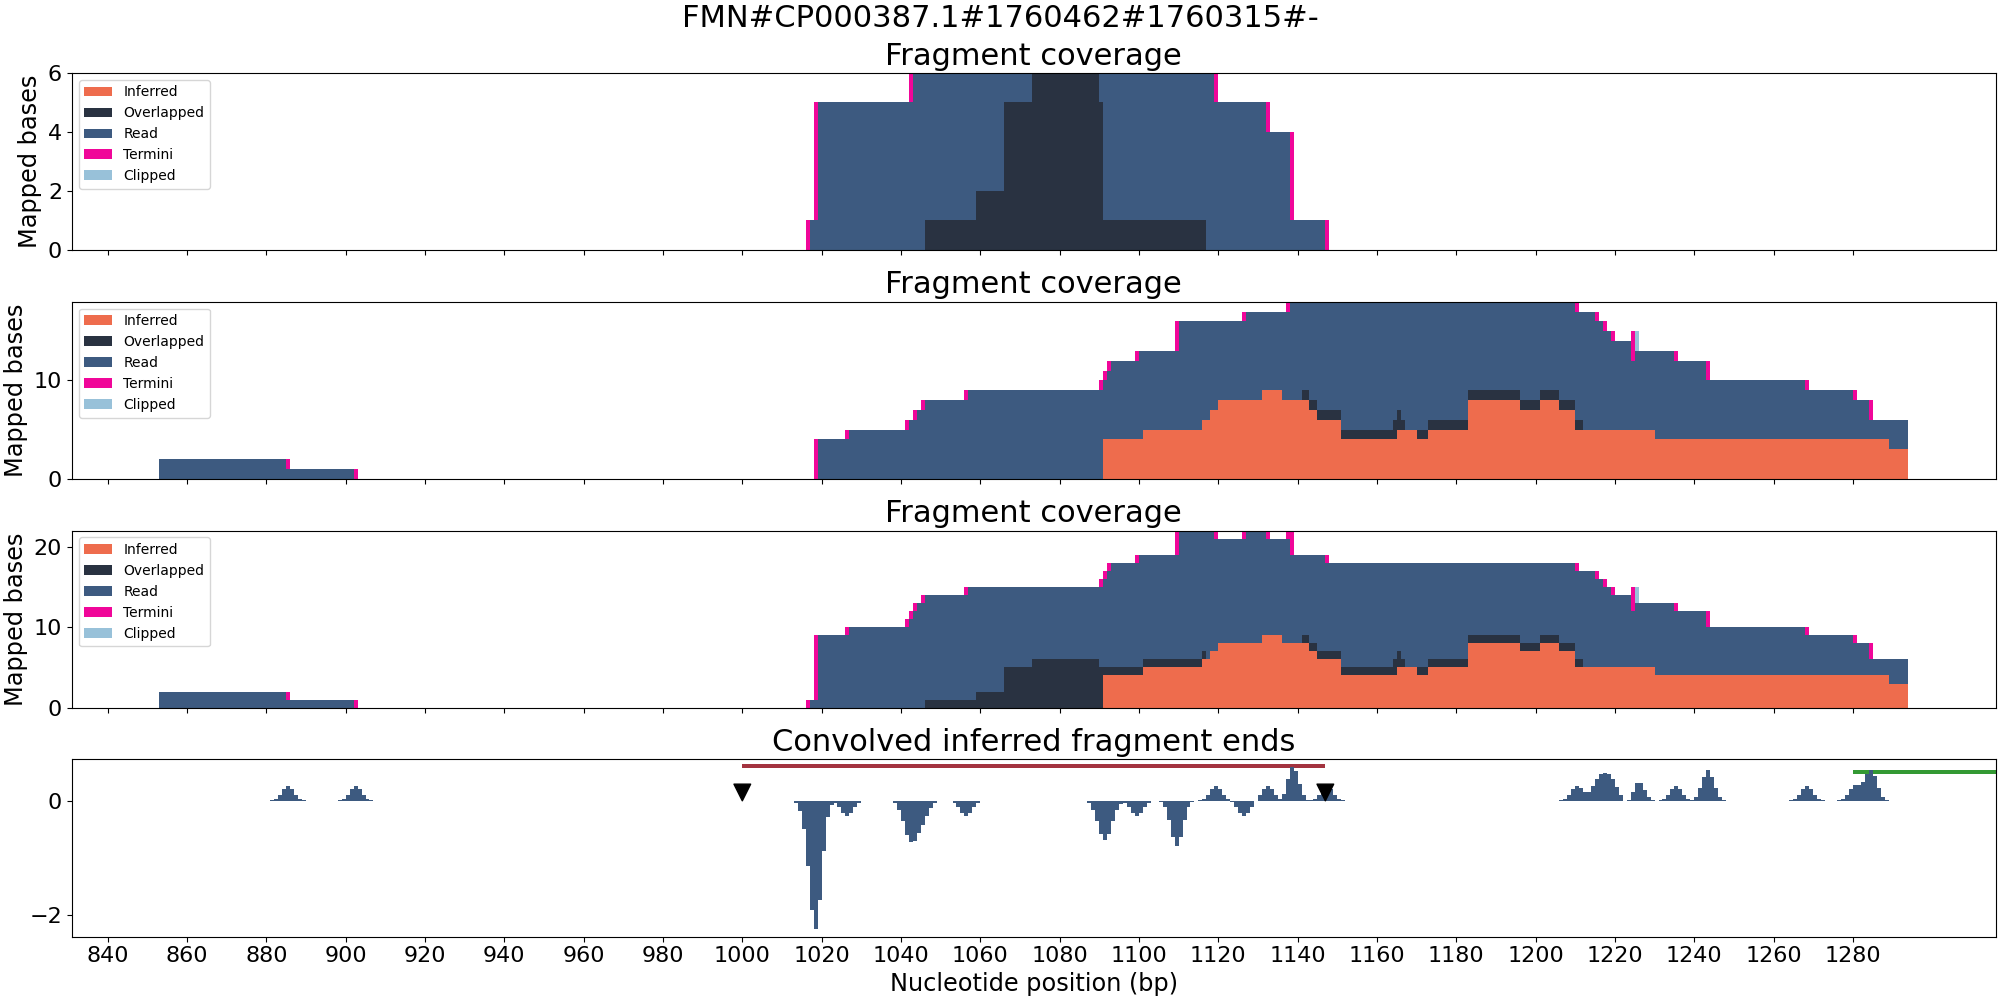 FMN#CP000387.1#1760462#1760315#-
Fragment coverage
Mapped bases
6
4
2
0
Inferred
Overlapped
Read
Termini
Clipped
Fragment coverage
Mapped bases
10
0
Inferred
Overlapped
Read
Termini
Clipped
Fragment coverage
Mapped bases
20
10
0
Inferred
Overlapped
Read
Termini
Clipped
Convolved inferred fragment ends
0
−2
840 860 880 900 920 940 960 980 1000 1020 1040 1060 1080 1100 1120 1140 1160 1180 1200 1220 1240 1260 1280
Nucleotide position (bp)